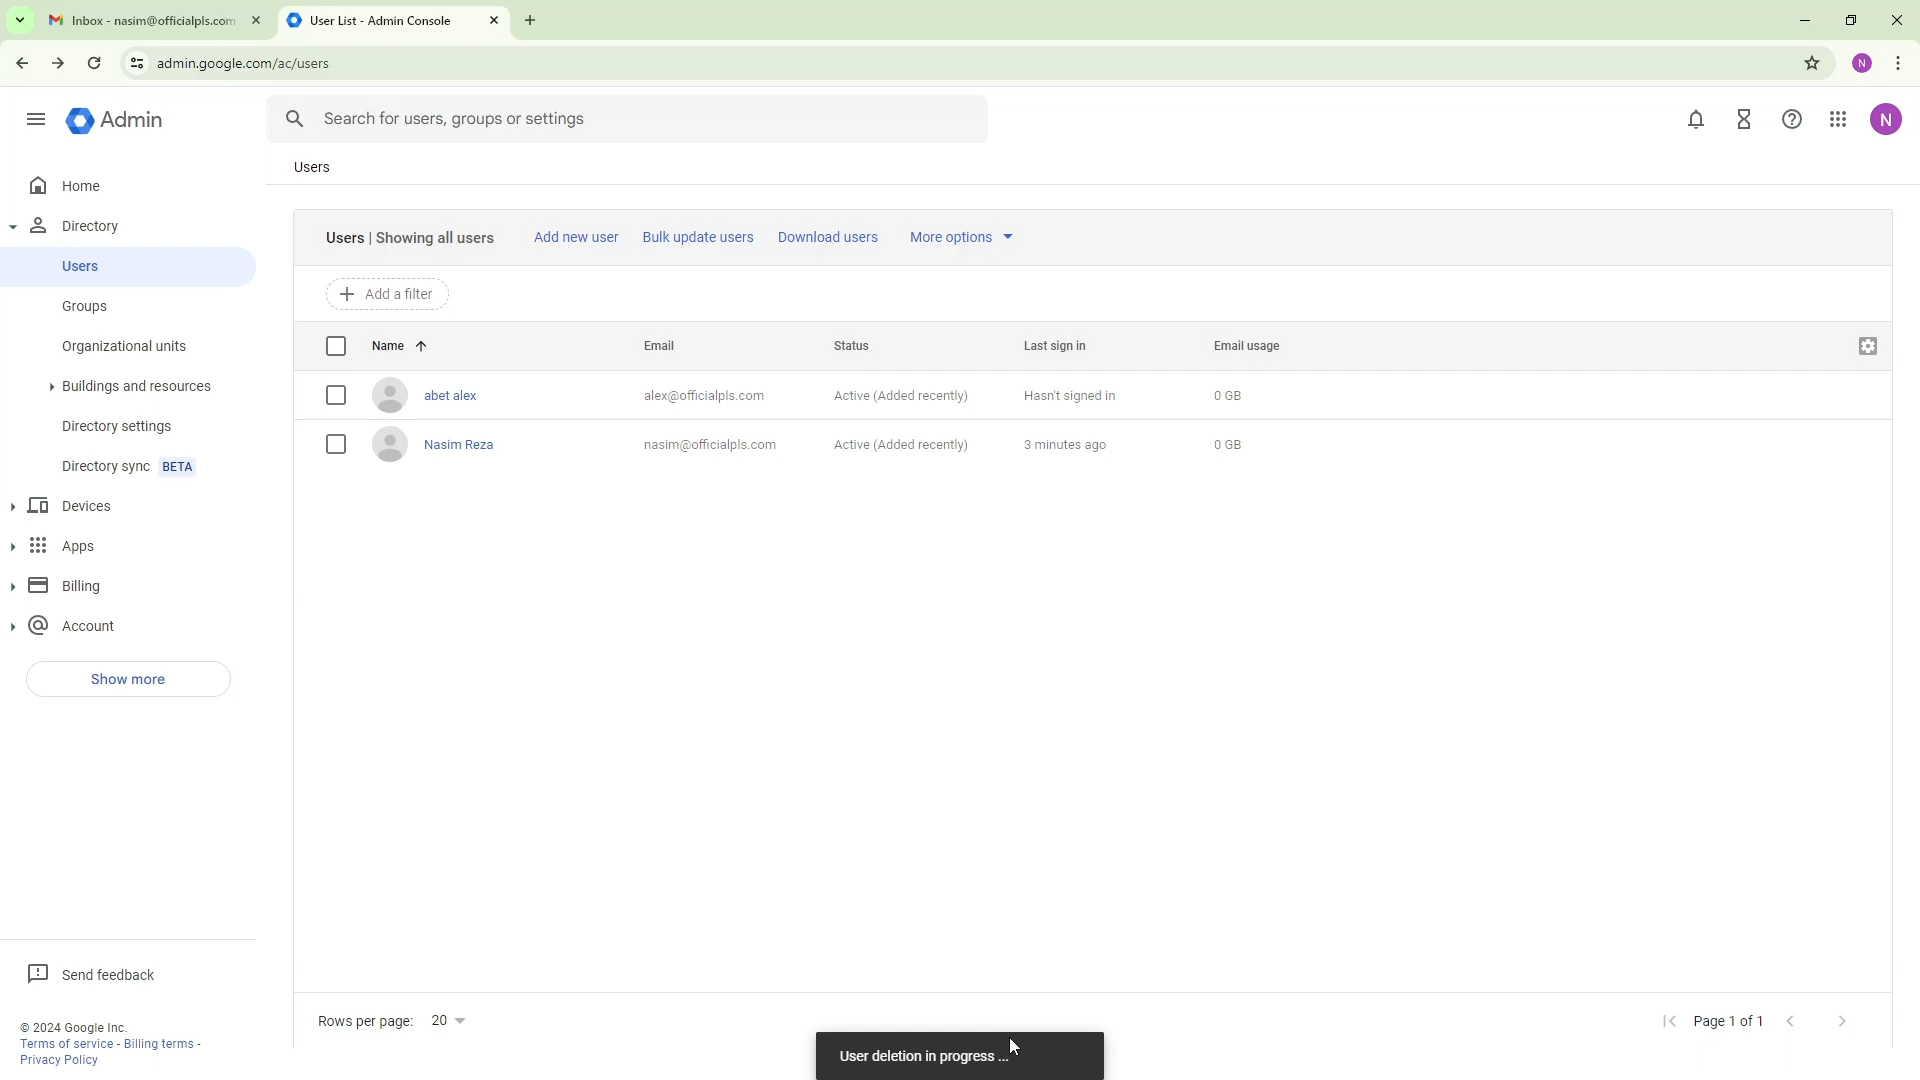 Inbox - nasim@officialpls.com
User List - Admin Console
admin.google.com/ac/users
N
Admin
Search for users, groups or settings
N
Users
Home
Directory
Users
Groups
Organizational units
Buildings and resources
Directory settings
Directory sync BETA
Devices
Apps
Billing
Account
Show more
Users | Showing all users
Add new user
Bulk update users
Download users
More options
Add a filter
Name Email Status Last sign in Email usage
abet alex alex@officialpls.com Active (Added recently) Hasn't signed in 0 GB
Nasim Reza nasim@officialpls.com Active (Added recently) 3 minutes ago 0 GB
Send feedback
© 2024 Google Inc.
Terms of service - Billing terms -
Privacy Policy
Rows per page: 20
Page 1 of 1
User deletion in progress ...